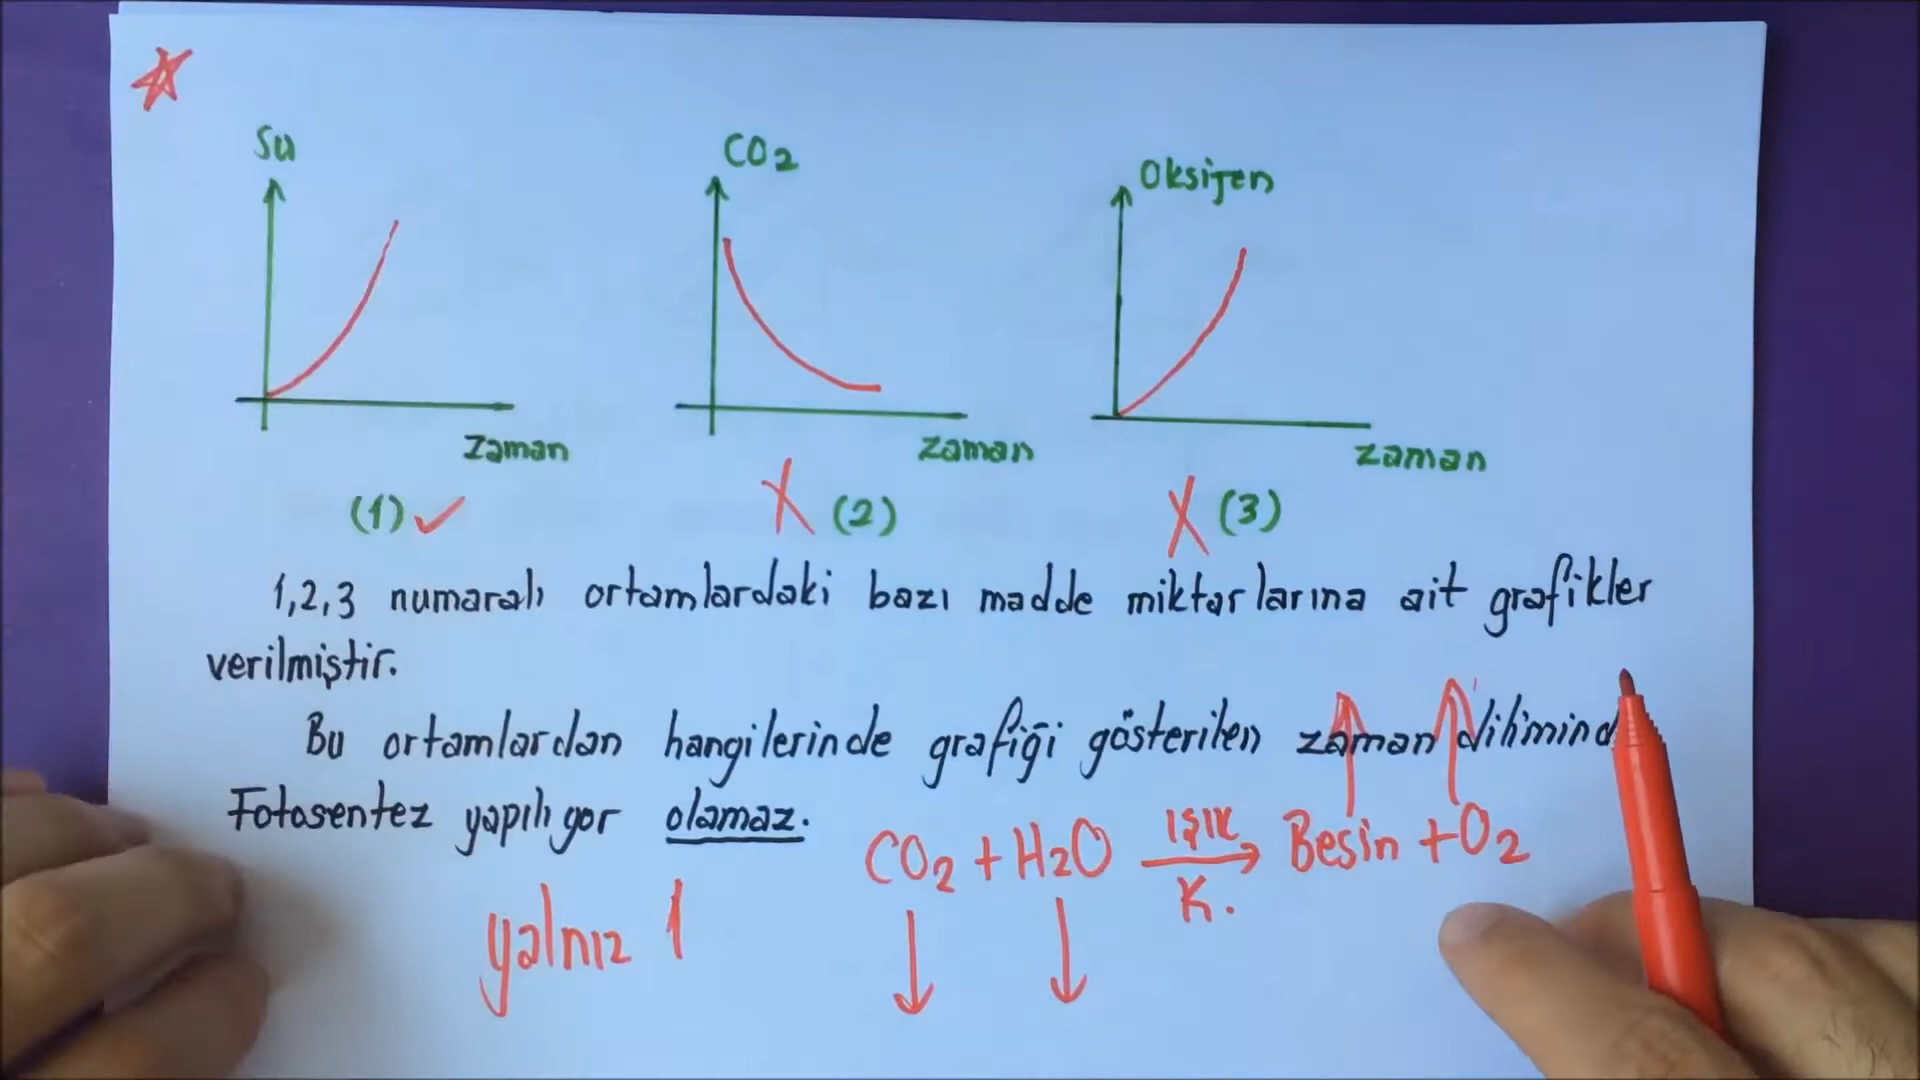 Su
CO2
Oksijen
Zaman
Zaman
Zaman
(1) ✓
X (2)
X (3)
1,2,3 numaralı ortamlardaki bazı madde miktarlarına ait grafikler
verilmiştir.
Bu ortamlardan hangilerinde grafiği gösterilen zaman dilimind
Fotosentez yapılıyor olamaz.
CO2 + H2O ışık K. → Besin + O2
yalnız 1